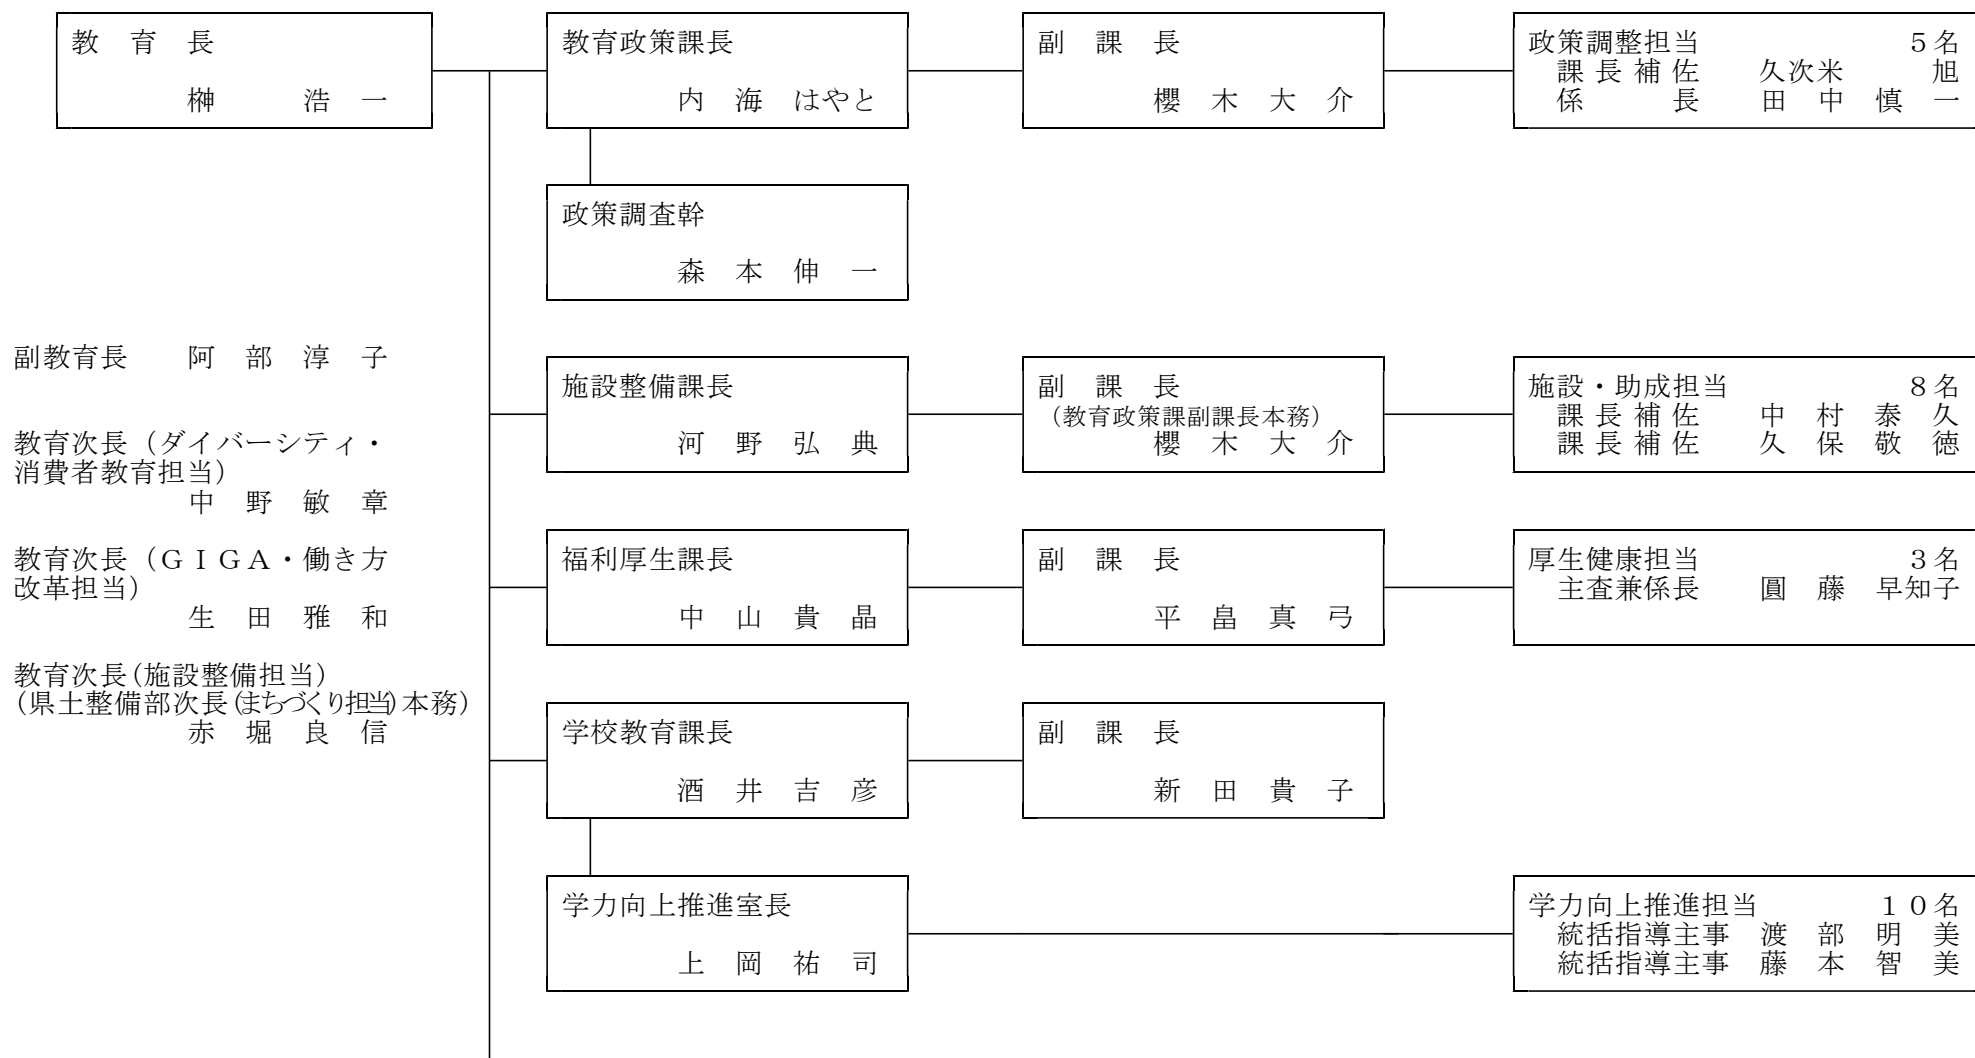 教　育　長
榊　　　浩　一
教育政策課長
内　海　はやと
副　課　長
櫻　木　大　介
政策調整担当　５名
課長補佐　久次米　旭
係長　田　中　慎　一
政策調査幹
森　本　伸　一
副教育長　阿　部　淳　子
教育次長（ダイバーシティ・
消費者教育担当）
中　野　敏　章
教育次長（ＧＩＧＡ・働き方
改革担当）
生　田　雅　和
教育次長(施設整備担当)
(県土整備部次長(まちづくり担当)本務)
赤　堀　良　信
施設整備課長
河　野　弘　典
副　課　長
（教育政策課副課長本務）
櫻　木　大　介
施設・助成担当　８名
課長補佐　中　村　泰　久
課長補佐　久　保　敬　徳
福利厚生課長
中　山　貴　晶
副　課　長
平　畠　真　弓
厚生健康担当　３名
主査兼係長　圓　藤　早知子
学校教育課長
酒　井　吉　彦
副　課　長
新　田　貴　子
学力向上推進室長
上　岡　祐　司
学力向上推進担当　１０名
統括指導主事　渡　部　明　美
統括指導主事　藤　本　智　美